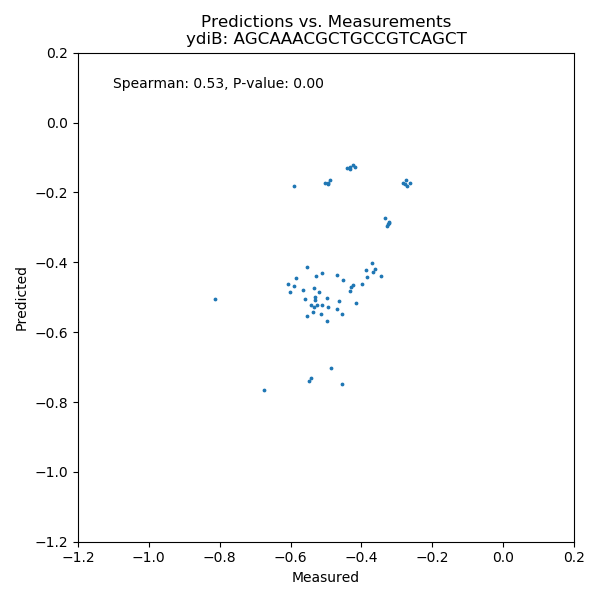 Predictions vs. Measurements
ydiB: AGCAAACGCTGCCGTCAGCT
Spearman: 0.53, P-value: 0.00
0.2
0.0
−0.2
−0.4
−0.6
−0.8
−1.0
−1.2
Predicted
−1.2 −1.0 −0.8 −0.6 −0.4 −0.2 0.0 0.2
Measured